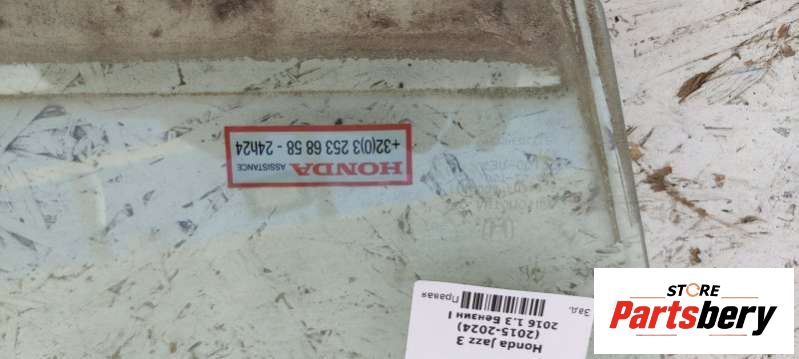 HONDA
ASSISTANCE
+32(0)3 253 68 58 - 24h24
Honda Jazz 3
(2015-2024)
2016 1.3 Бензин I
Зад.
Правая
STORE
Partsbery